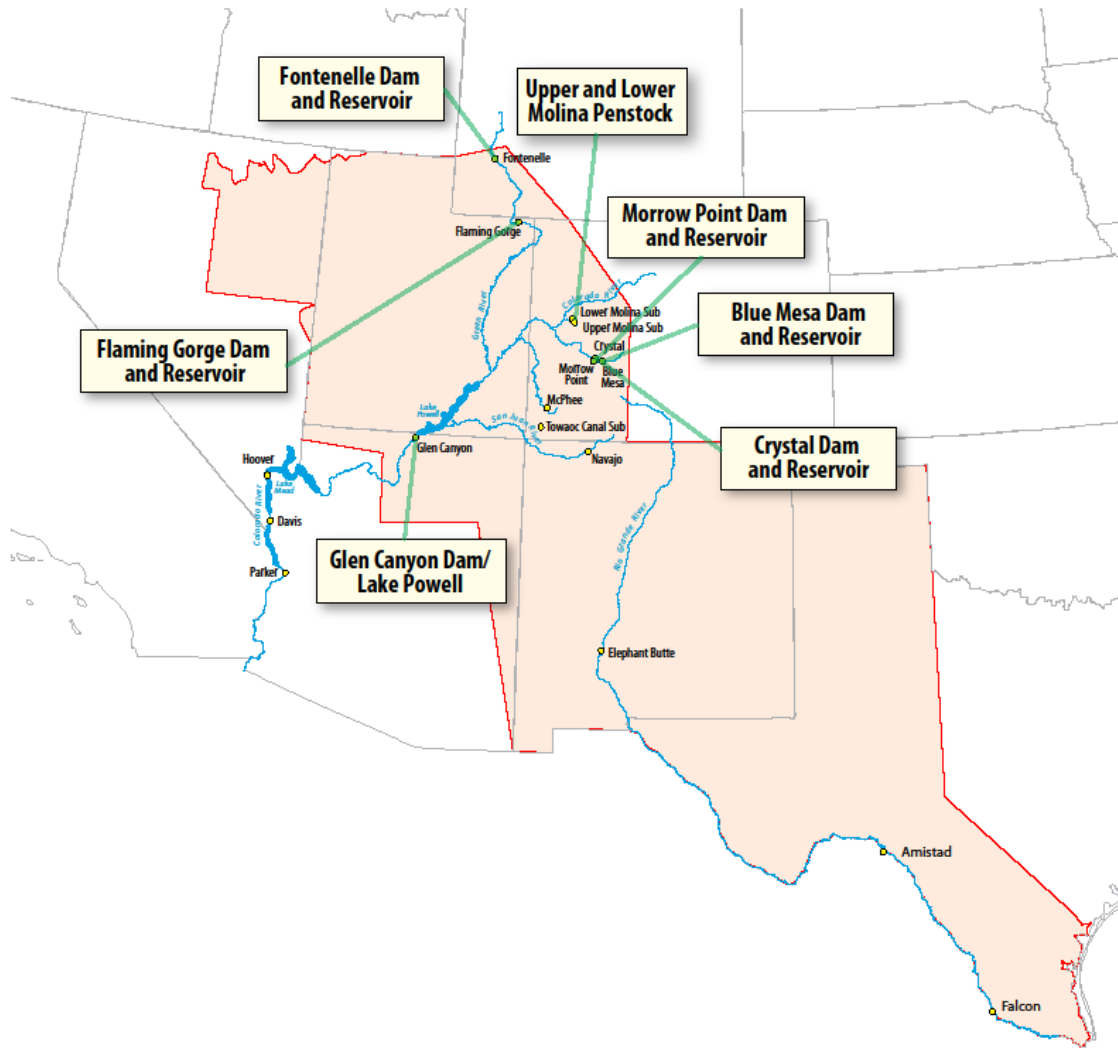 Fontenelle Dam
and Reservoir
Upper and Lower
Molina Penstock
Fontenelle
Morrow Point Dam
and Reservoir
Flaming Gorge
Colorado River
Green River
Lower Molina Sub
Upper Molina Sub
Blue Mesa Dam
and Reservoir
Flaming Gorge Dam
and Reservoir
Crystal
Morrow
Point
Blue
Mesa
McPhee
Lake
Powell
San Juan River
Towaoc Canal Sub
Crystal Dam
and Reservoir
Glen Canyon
Navajo
Hoover
Lake
Mead
Colorado River
Davis
Rio Grande River
Glen Canyon Dam/
Lake Powell
Parker
Elephant Butte
Amistad
Falcon